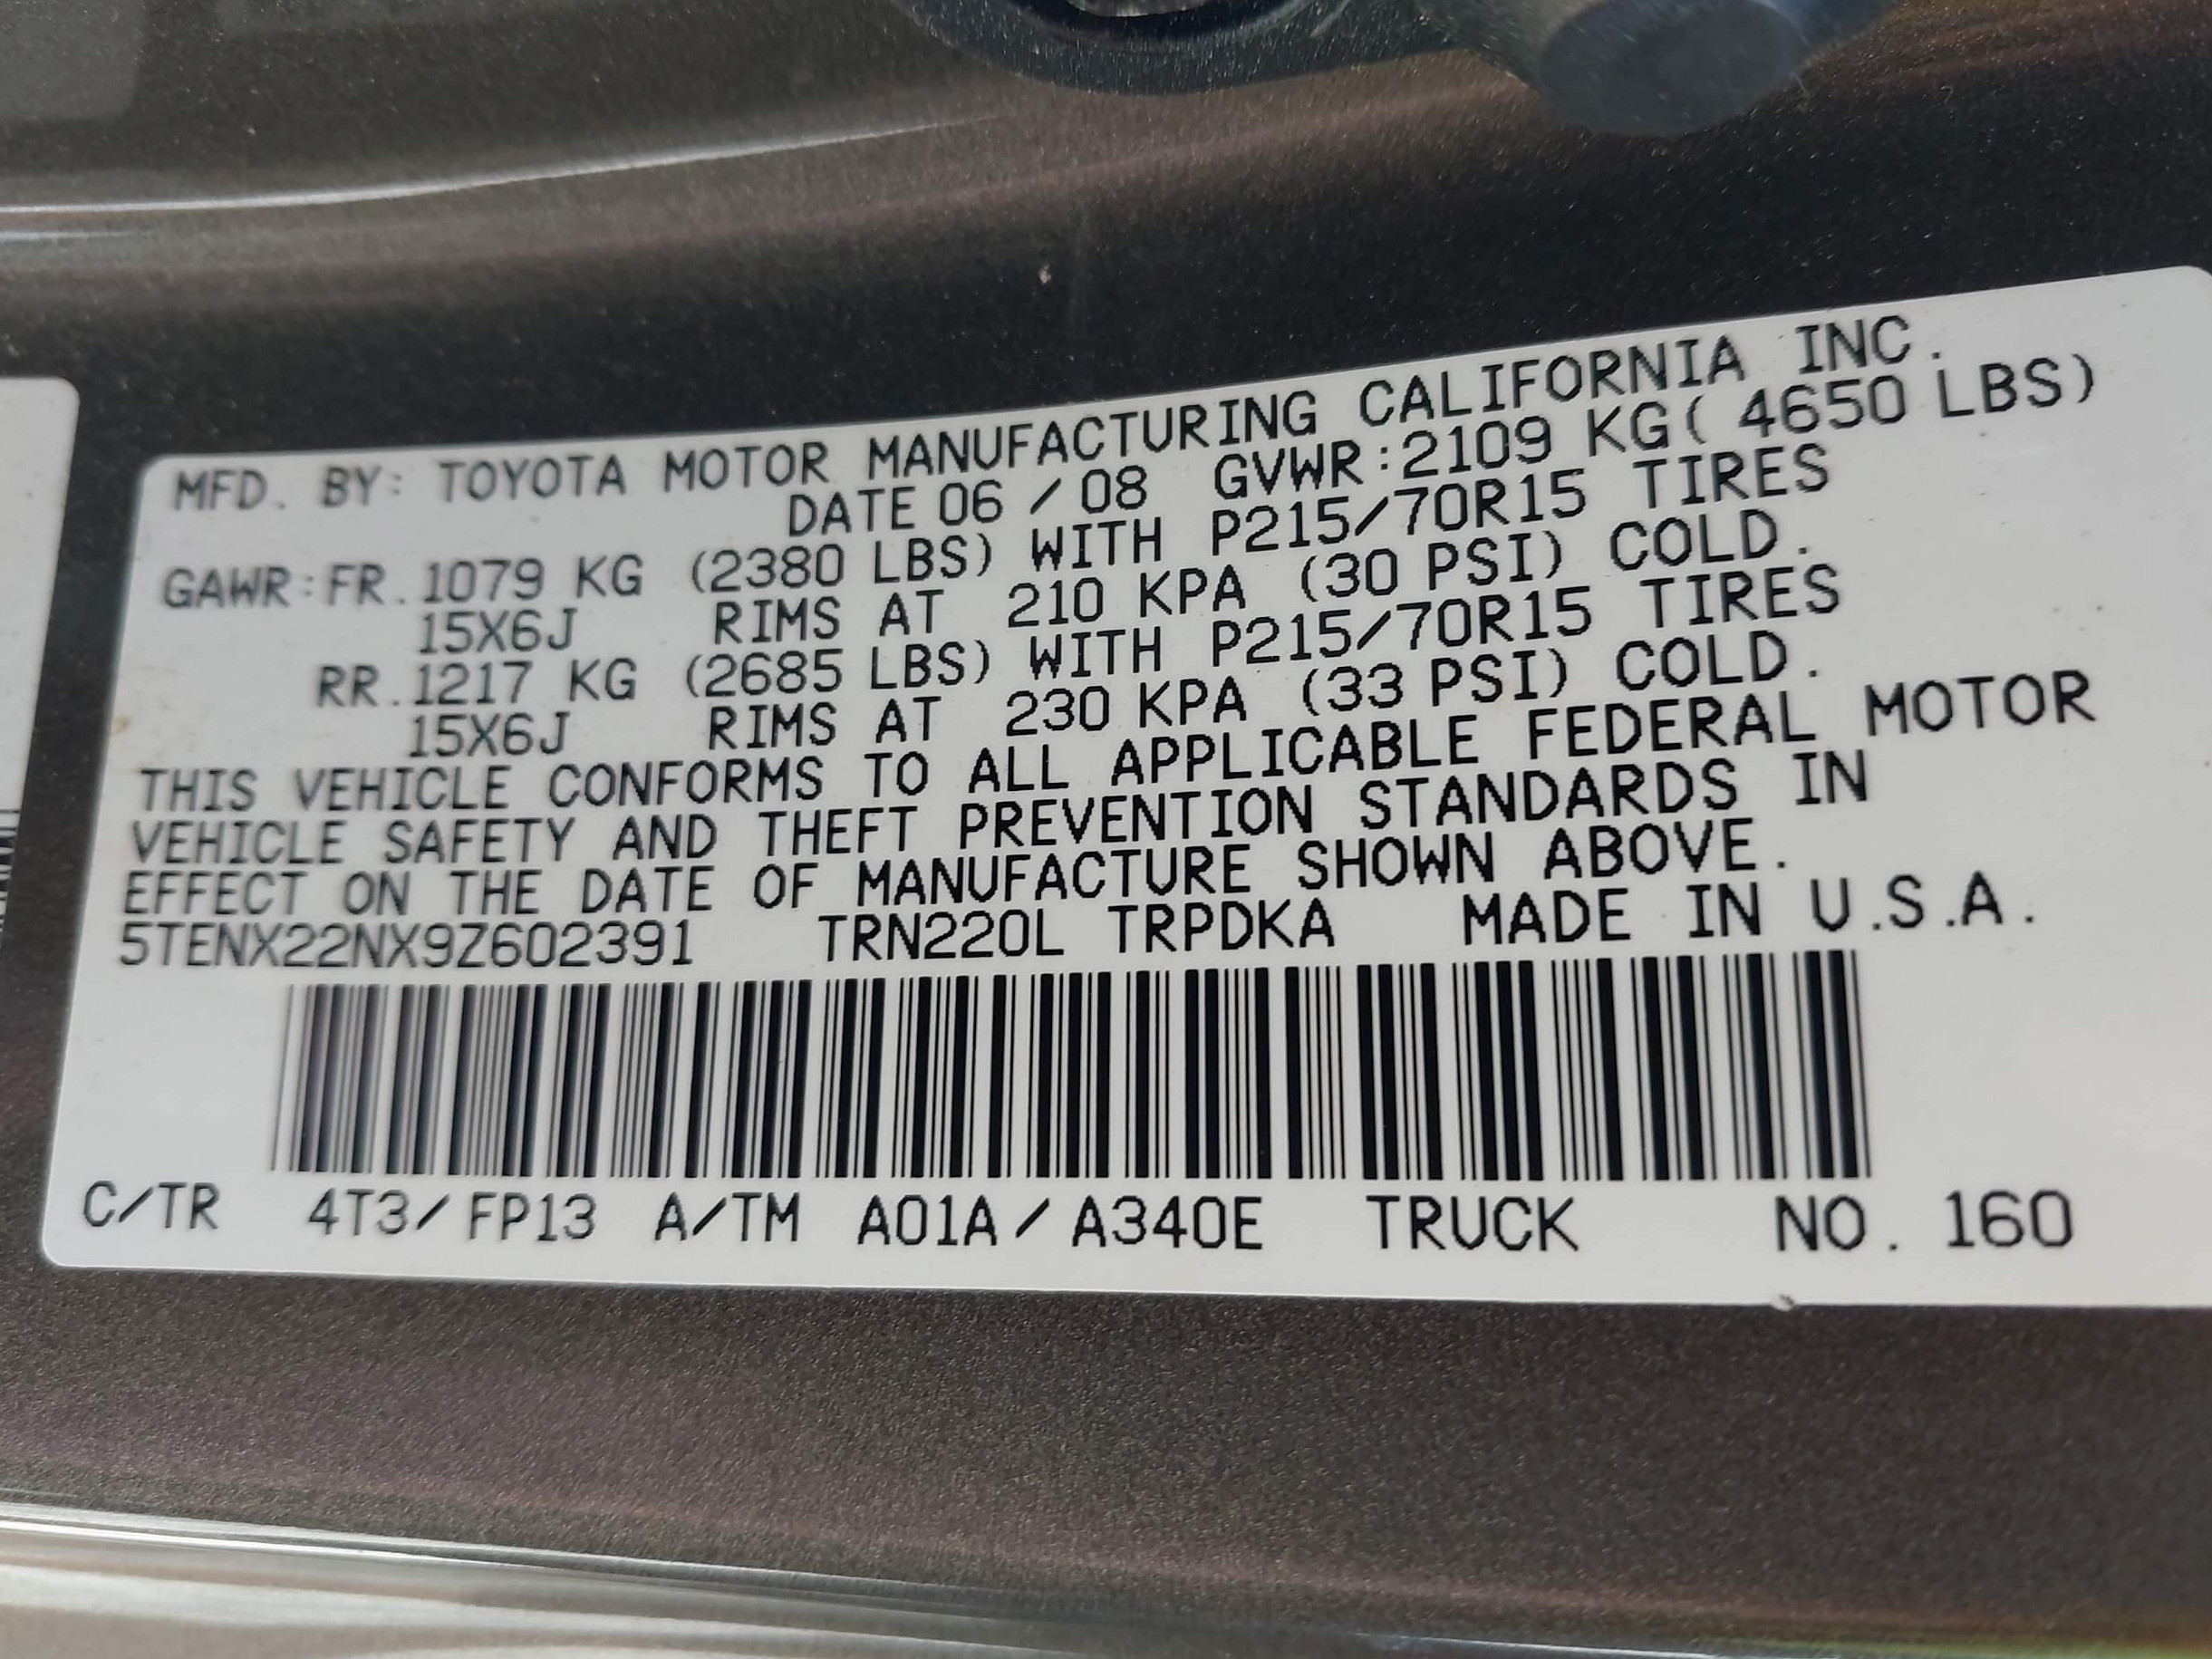 MFD. BY: TOYOTA MOTOR MANUFACTURING CALIFORNIA INC.
DATE 06 / 08 GVWR:2109 KG( 4650 LBS)
GAWR:FR.1079 KG (2380 LBS) WITH P215/70R15 TIRES
15X6J RIMS AT 210 KPA (30 PSI) COLD.
RR.1217 KG (2685 LBS) WITH P215/70R15 TIRES
15X6J RIMS AT 230 KPA (33 PSI) COLD.
THIS VEHICLE CONFORMS TO ALL APPLICABLE FEDERAL MOTOR
VEHICLE SAFETY AND THEFT PREVENTION STANDARDS IN
EFFECT ON THE DATE OF MANUFACTURE SHOWN ABOVE.
5TENX22NX9Z602391 TRN220L TRPDKA MADE IN U.S.A.
C/TR 4T3/FP13 A/TM A01A/A340E TRUCK NO. 160